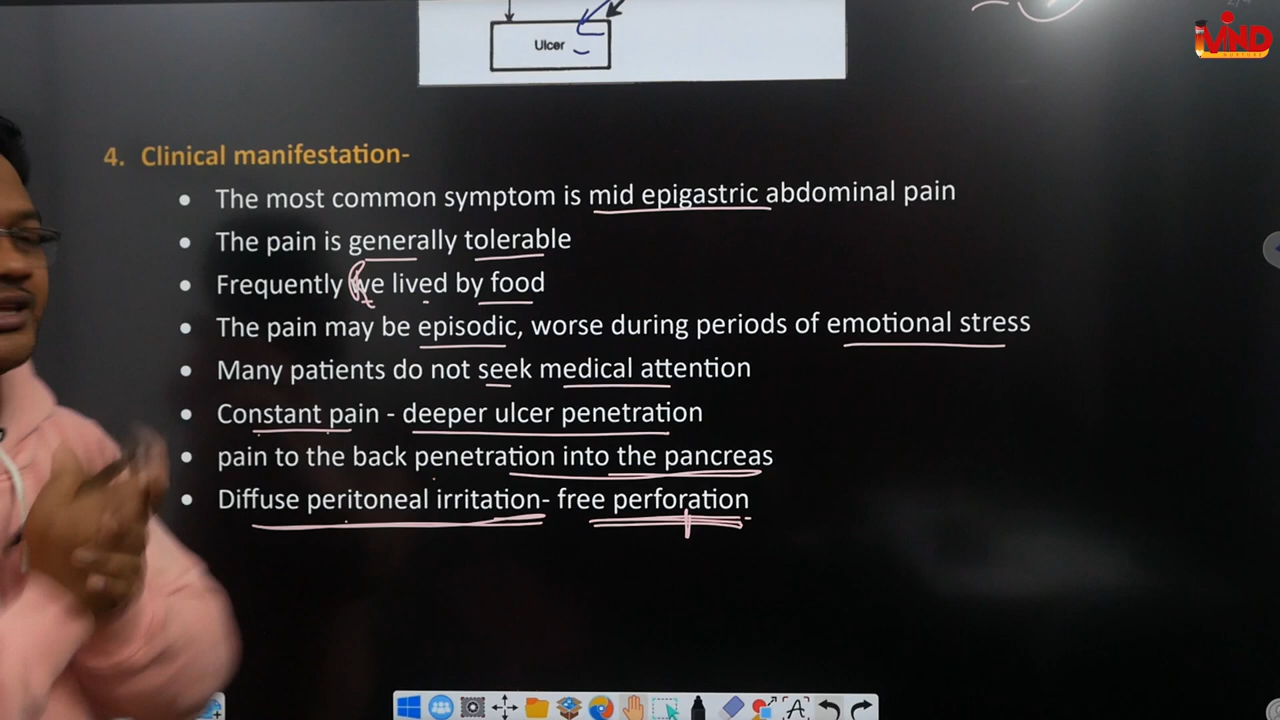 Ulcer
MIND
4. Clinical manifestation-
• The most common symptom is mid epigastric abdominal pain
• The pain is generally tolerable
• Frequently we lived by food
• The pain may be episodic, worse during periods of emotional stress
• Many patients do not seek medical attention
• Constant pain - deeper ulcer penetration
• pain to the back penetration into the pancreas
• Diffuse peritoneal irritation- free perforation